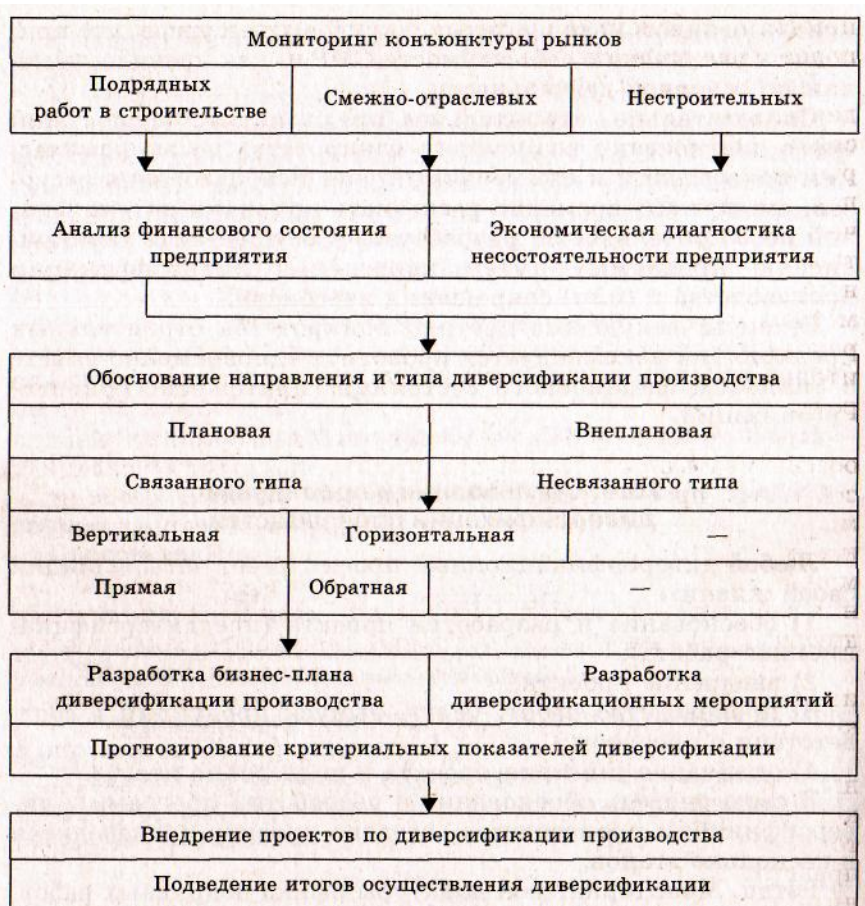 Мониторинг конъюнктуры рынков
Подрядных
работ в строительстве
Смежно-отраслевых
Нестроительных
Анализ финансового состояния
предприятия
Экономическая диагностика
несостоятельности предприятия
Обоснование направления и типа диверсификации производства
Плановая
Внеплановая
Связанного типа
Несвязанного типа
Вертикальная
Горизонтальная
—
Прямая
Обратная
—
Разработка бизнес-плана
диверсификации производства
Разработка
диверсификационных мероприятий
Прогнозирование критериальных показателей диверсификации
Внедрение проектов по диверсификации производства
Подведение итогов осуществления диверсификации